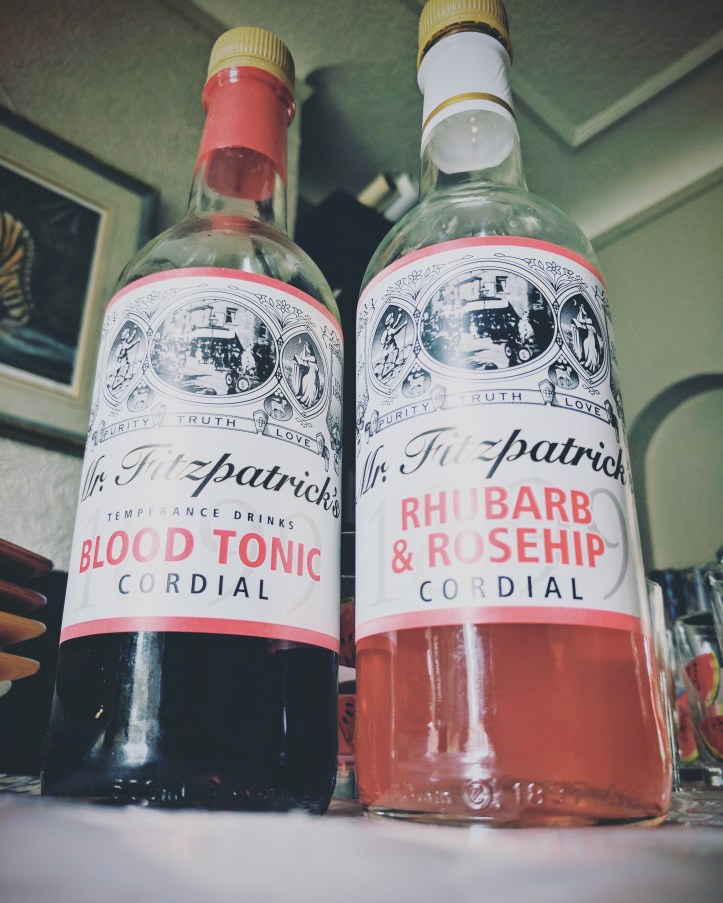 PURITY TRUTH LOVE
Mr. Fitzpatrick's
TEMPERANCE DRINKS
BLOOD TONIC
CORDIAL
PURITY TRUTH LOVE
Mr. Fitzpatrick's
RHUBARB
& ROSEHIP
CORDIAL